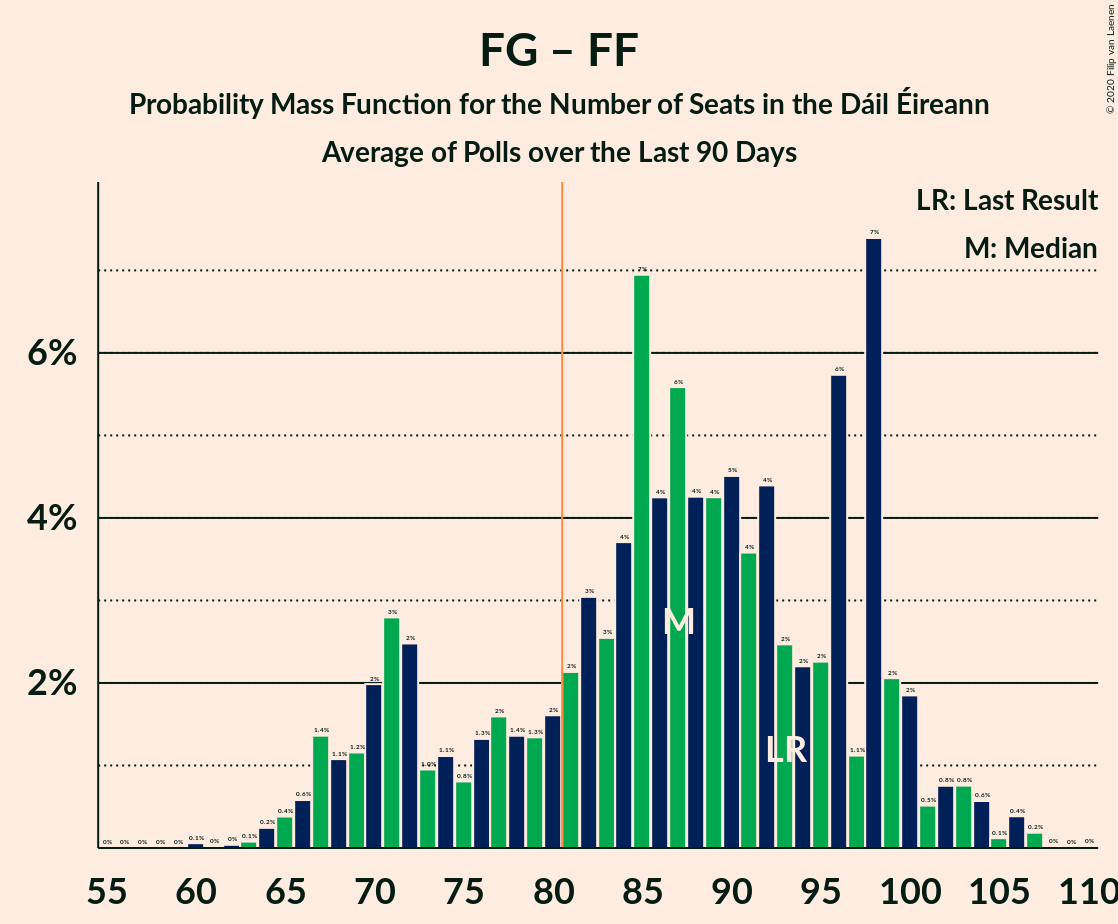 FG – FF
Probability Mass Function for the Number of Seats in the Dáil Éireann
Average of Polls over the Last 90 Days
© 2020 Filip van Laenen
LR: Last Result
M: Median
6%
4%
2%
0% 0% 0% 0% 0% 0.1% 0% 0% 0.1% 0.2% 0.4% 0.6% 1.4% 1.1% 1.2% 2% 3% 2% 1.0% 1.1% 0.8% 1.3% 2% 1.4% 1.3% 2% 2% 3% 3% 4% 7% 4% 6% 4% 4% 5% 4% 4% 2% 2% 2% 6% 1.1% 7% 2% 2% 0.5% 0.8% 0.8% 0.6% 0.1% 0.4% 0.2% 0% 0% 0%
M
LR
55 60 65 70 75 80 85 90 95 100 105 110